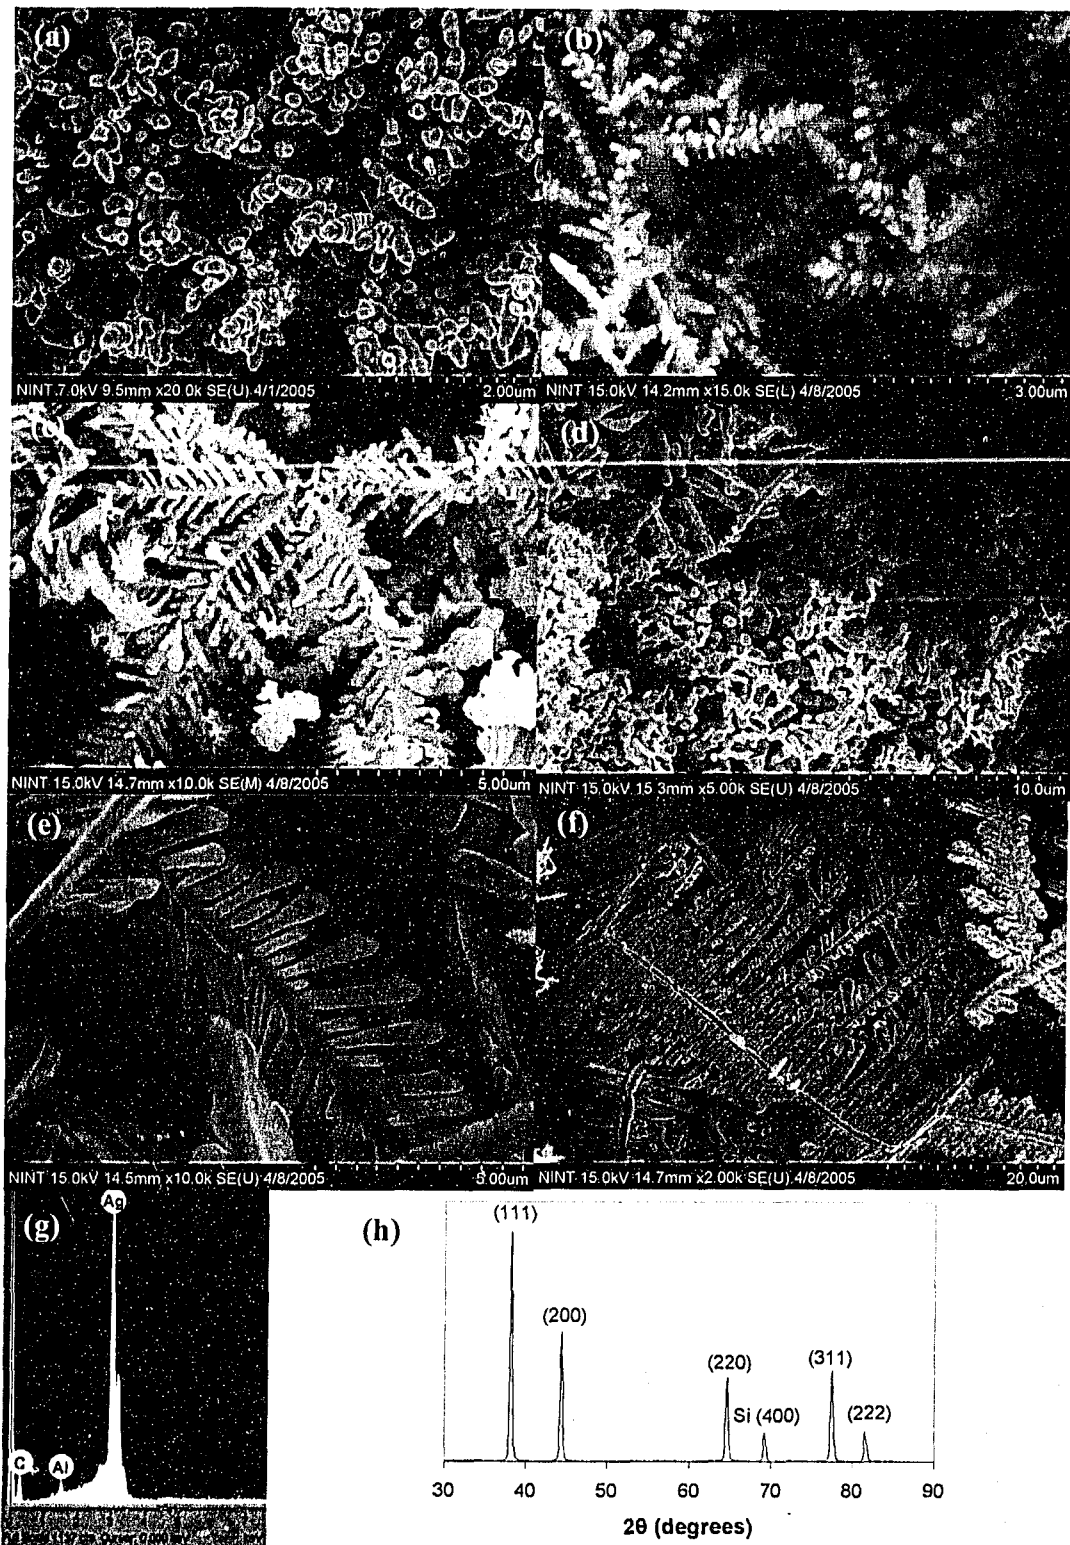 (a)
(b)
NINT 7.0kV 9.5mm x20.0k SE(U) 4/1/2005 2.00um
NINT 15.0kV 14.2mm x15.0k SE(L) 4/8/2005 3.00um
(c)
(d)
NINT 15.0kV 14.7mm x10.0k SE(M) 4/8/2005 5.00um
NINT 15.0kV 15.3mm x5.00k SE(U) 4/8/2005 10.0um
(e)
(f)
NINT 15.0kV 14.5mm x10.0k SE(U) 4/8/2005 5.00um
NINT 15.0kV 14.7mm x2.00k SE(U) 4/8/2005 20.0um
(g)
Ag
C
Al
(h)
(111)
(200)
(220)
Si (400)
(311)
(222)
30 40 50 60 70 80 90
2θ (degrees)